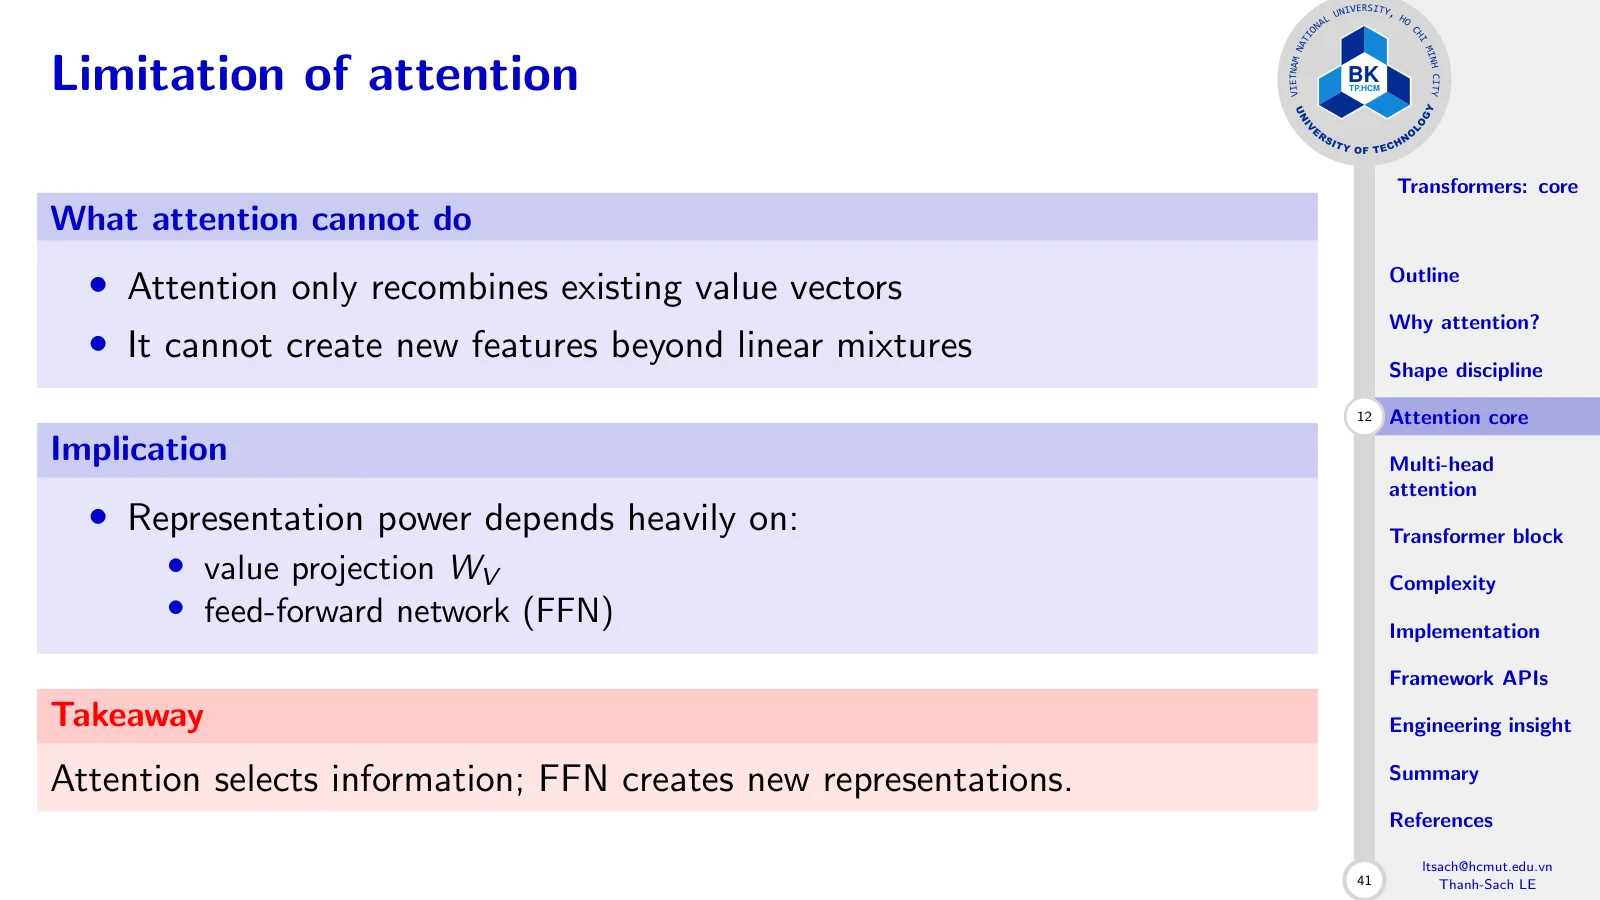 Limitation of attention
What attention cannot do
• Attention only recombines existing value vectors
• It cannot create new features beyond linear mixtures
Implication
• Representation power depends heavily on:
• value projection W_V
• feed-forward network (FFN)
Takeaway
Attention selects information; FFN creates new representations.
VIETNAM NATIONAL UNIVERSITY, HO CHI MINH CITY
BK
TP.HCM
UNIVERSITY OF TECHNOLOGY
Transformers: core
Outline
Why attention?
Shape discipline
12
Attention core
Multi-head
attention
Transformer block
Complexity
Implementation
Framework APIs
Engineering insight
Summary
References
ltsach@hcmut.edu.vn
41
Thanh-Sach LE